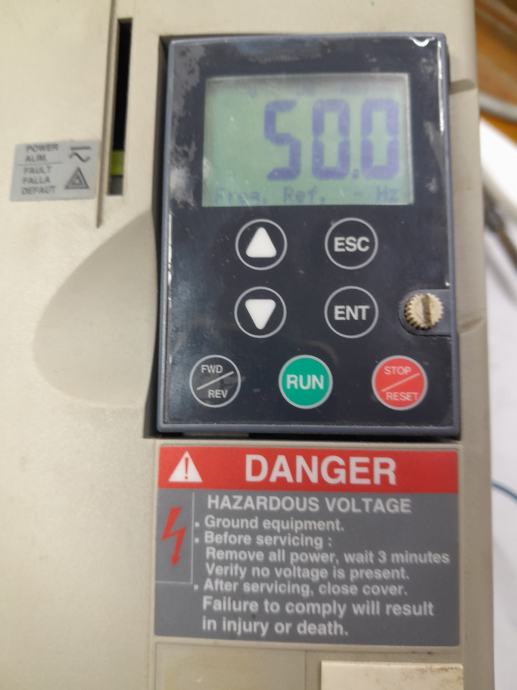 50.0
Freq. Ref. - Hz
POWER
ALIM.
FAULT
FALLA
DEFAUT
ESC
ENT
FWD
REV
RUN
STOP
RESET
DANGER
HAZARDOUS VOLTAGE
. Ground equipment.
. Before servicing :
Remove all power, wait 3 minutes
Verify no voltage is present.
. After servicing, close cover.
Failure to comply will result
in injury or death.